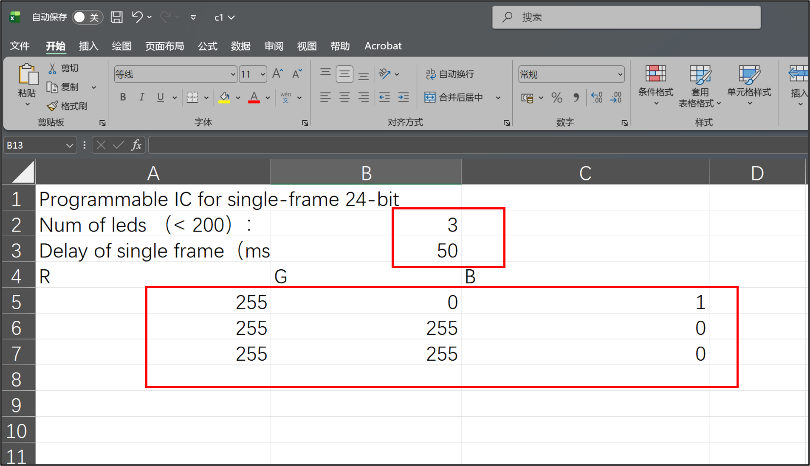 自动保存 关 c1 搜索
文件 开始 插入 绘图 页面布局 公式 数据 审阅 视图 帮助 Acrobat
粘贴 剪切 复制 格式刷 剪贴板
等线 11 A A B I U A wén 文 字体
自动换行 合并后居中 对齐方式
常规 % 数字
条件格式 套用 表格格式 单元格样式 样式
插入
B13 fx
A B C D
1 Programmable IC for single-frame 24-bit
2 Num of leds （< 200）： 3
3 Delay of single frame（ms 50
4 R G B
5 255 0 1
6 255 255 0
7 255 255 0
8
9
10
11